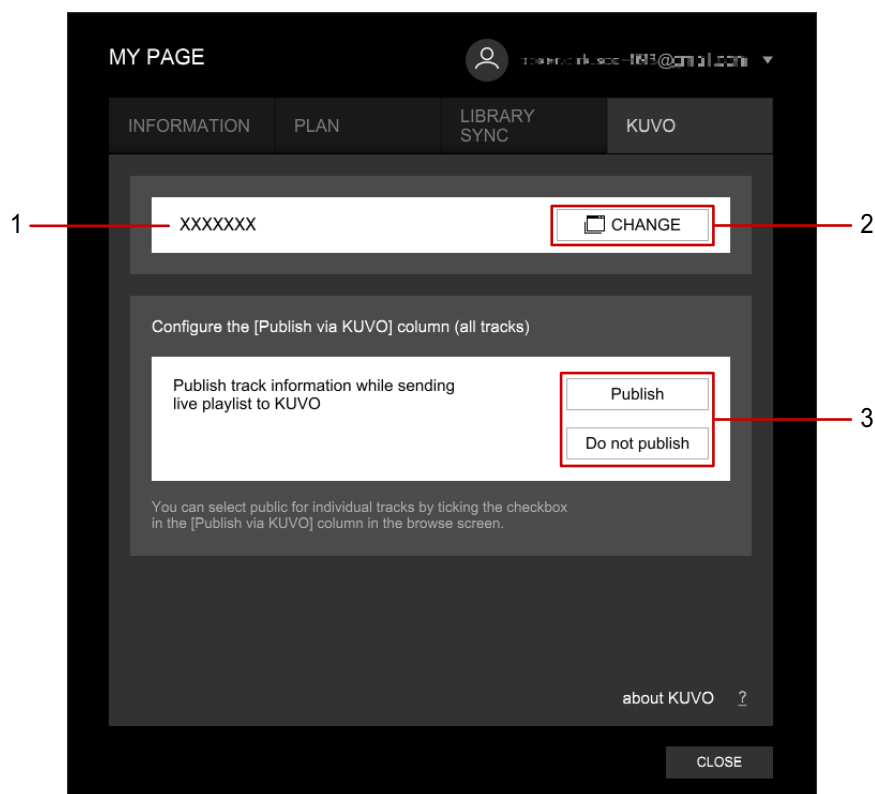 MY PAGE
INFORMATION
PLAN
LIBRARY
SYNC
KUVO
1
XXXXXXX
CHANGE
2
Configure the [Publish via KUVO] column (all tracks)
Publish track information while sending
live playlist to KUVO
Publish
Do not publish
3
You can select public for individual tracks by ticking the checkbox
in the [Publish via KUVO] column in the browse screen.
about KUVO ?
CLOSE